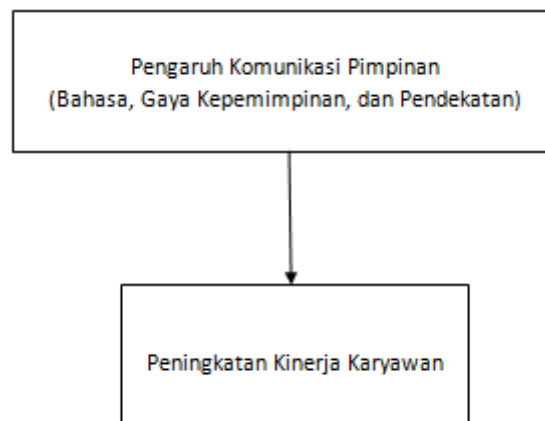 Pengaruh Komunikasi Pimpinan
(Bahasa, Gaya Kepemimpinan, dan Pendekatan)
Peningkatan Kinerja Karyawan